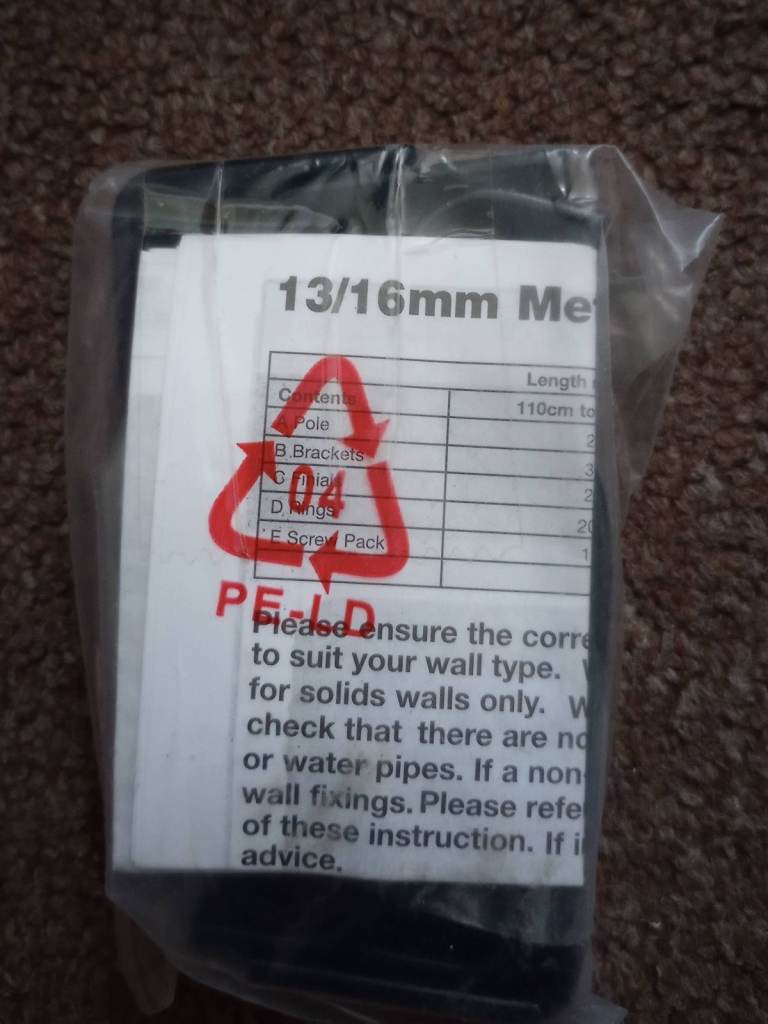 13/16mm Me
Length
Contents
110cm to
A Pole
2
B.Brackets
3
C Finial
2
D Rings
20
E Screw Pack
1
04
PE-LD
Please ensure the corre
to suit your wall type.
for solids walls only. W
check that there are no
or water pipes. If a non-
wall fixings. Please refe
of these instruction. If i
advice.